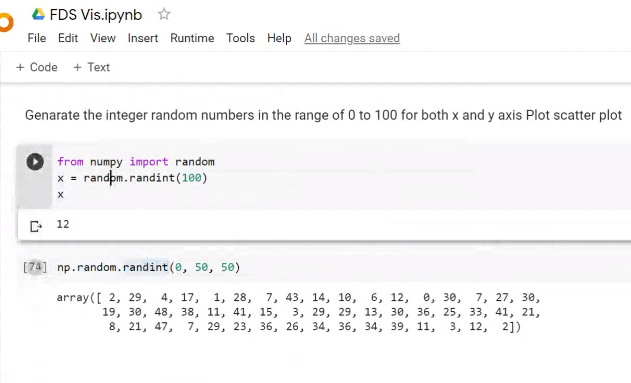 FDS Vis.ipynb
File Edit View Insert Runtime Tools Help All changes saved
+ Code + Text
Genarate the integer random numbers in the range of 0 to 100 for both x and y axis Plot scatter plot
from numpy import random
x = random.randint(100)
x
12
[74] np.random.randint(0, 50, 50)
array([ 2, 29, 4, 17, 1, 28, 7, 43, 14, 10, 6, 12, 0, 30, 7, 27, 30,
19, 30, 48, 38, 11, 41, 15, 3, 29, 29, 13, 30, 36, 25, 33, 41, 21,
8, 21, 47, 7, 29, 23, 36, 26, 34, 36, 34, 39, 11, 3, 12, 2])